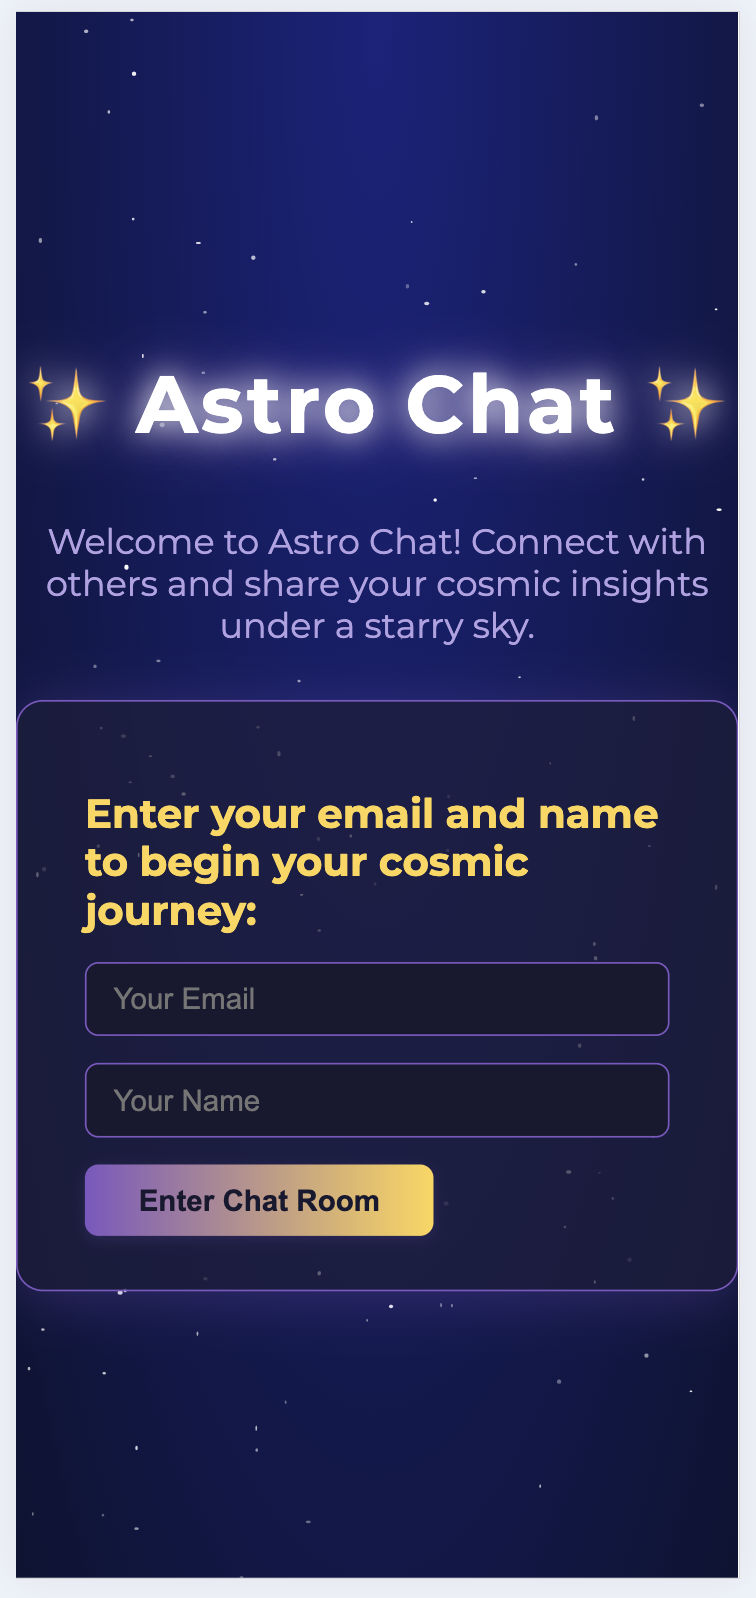 ✨ Astro Chat ✨
Welcome to Astro Chat! Connect with
others and share your cosmic insights
under a starry sky.
Enter your email and name
to begin your cosmic
journey:
Your Email
Your Name
Enter Chat Room